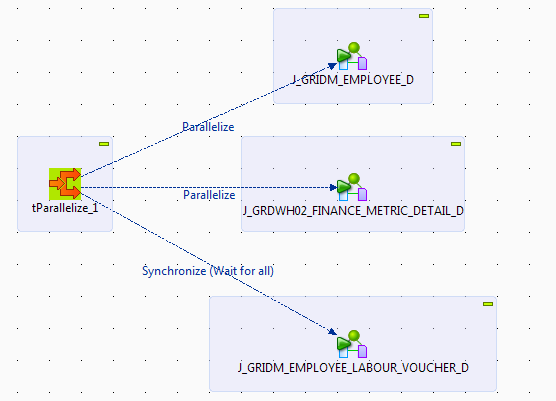 J_GRIDM_EMPLOYEE_D
Parallelize
tParallelize_1
Parallelize
J_GRDWH02_FINANCE_METRIC_DETAIL_D
Synchronize (Wait for all)
J_GRIDM_EMPLOYEE_LABOUR_VOUCHER_D